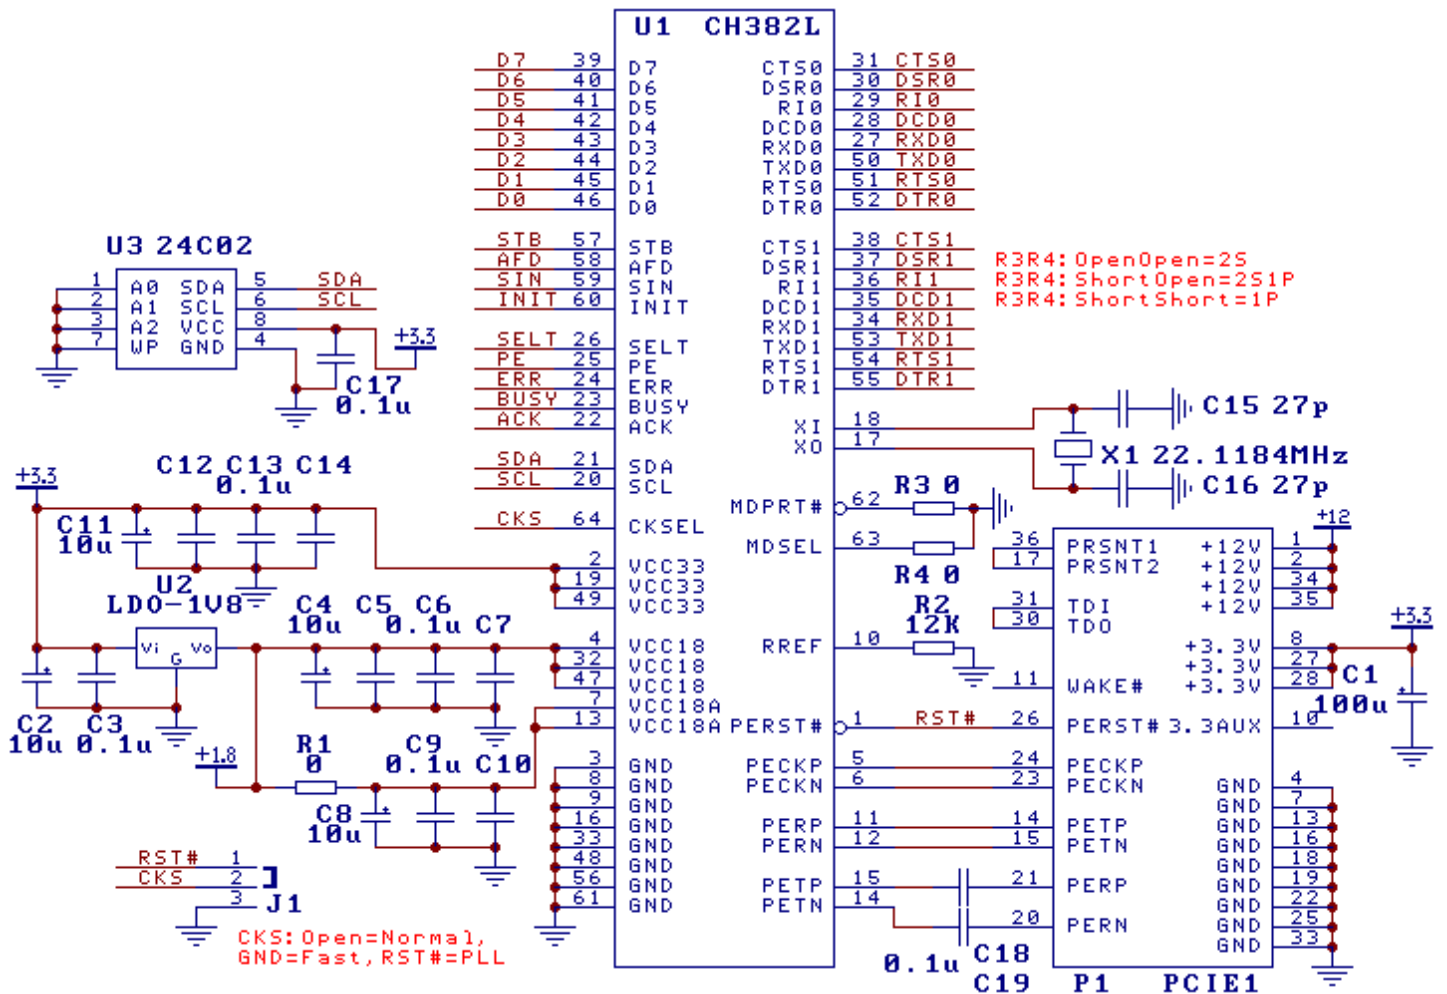 U1 CH382L
D7 39 D7 CTS0 31 CTS0
D6 40 D6 DSR0 30 DSR0
D5 41 D5 RI0 29 RI0
D4 42 D4 DCD0 28 DCD0
D3 43 D3 RXD0 27 RXD0
D2 44 D2 TXD0 50 TXD0
D1 45 D1 RTS0 51 RTS0
D0 46 D0 DTR0 52 DTR0
STB 57 STB CTS1 38 CTS1
AFD 58 AFD DSR1 37 DSR1
SIN 59 SIN RI1 36 RI1
INIT 60 INIT DCD1 35 DCD1
RXD1 34 RXD1
SELT 26 SELT TXD1 53 TXD1
PE 25 PE RTS1 54 RTS1
ERR 24 ERR DTR1 55 DTR1
BUSY 23 BUSY
ACK 22 ACK XI 18
XO 17
SDA 21 SDA
SCL 20 SCL
MDPRT# 62
CKS 64 CKSEL
MDSEL 63
2 VCC33
19 VCC33
49 VCC33
4 VCC18 RREF 10
32 VCC18
47 VCC18
7 VCC18A
13 VCC18A PERST# 1 RST#
3 GND PECKP 5
8 GND PECKN 6
9 GND
16 GND PERP 11
33 GND PERN 12
48 GND
56 GND PETP 15
61 GND PETN 14
R3R4:OpenOpen=2S
R3R4:ShortOpen=2S1P
R3R4:ShortShort=1P
U3 24C02
1 A0 SDA 5 SDA
2 A1 SCL 6 SCL
3 A2 VCC 8
7 WP GND 4
+3.3
C17
0.1u
C15 27p
X1 22.1184MHz
C16 27p
R3 0
R4 0
R2
12K
C12 C13 C14
0.1u
+3.3
C11
10u
U2
LDO-1V8
Vi Vo
G
C4 C5 C6
10u 0.1u C7
C2 C3
10u 0.1u
+1.8
R1
0
C9
0.1u C10
C8
10u
RST# 1
CKS 2
3 J1
CKS:Open=Normal,
GND=Fast,RST#=PLL
+12
36 PRSNT1 +12V 1
17 PRSNT2 +12V 2
+12V 34
31 TDI +12V 35
30 TDO
+3.3V 8
+3.3V 27
11 WAKE# +3.3V 28
26 PERST# 3.3AUX 10
24 PECKP
23 PECKN GND 4
GND 7
14 PETP GND 13
15 PETN GND 16
GND 18
21 PERP GND 19
GND 22
20 PERN GND 25
GND 33
+3.3
C1
100u
C18
0.1u
C19
P1 PCIE1